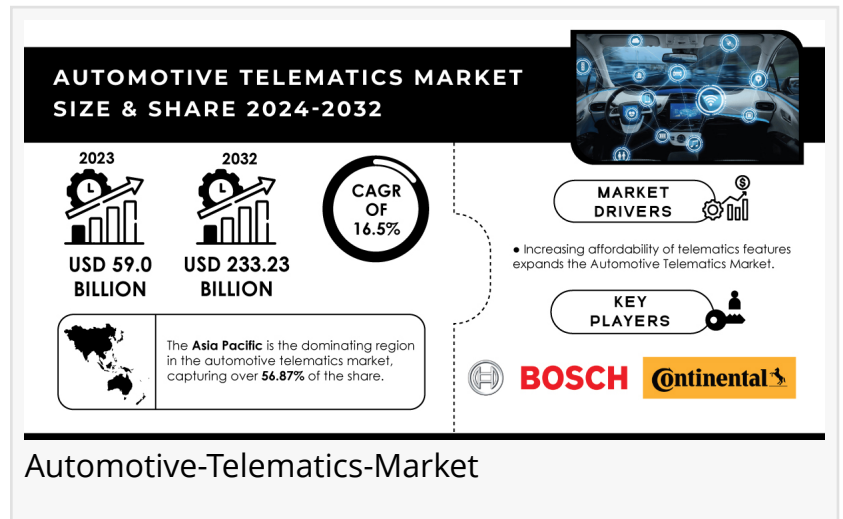 AUTOMOTIVE TELEMATICS MARKET
SIZE & SHARE 2024-2032
2023
2032
USD 59.0
BILLION
USD 233.23
BILLION
CAGR
OF
16.5%
The Asia Pacific is the dominating region
in the automotive telematics market,
capturing over 56.87% of the share.
MARKET
DRIVERS
● Increasing affordability of telematics features
expands the Automotive Telematics Market.
KEY
PLAYERS
BOSCH
Continental
Automotive-Telematics-Market